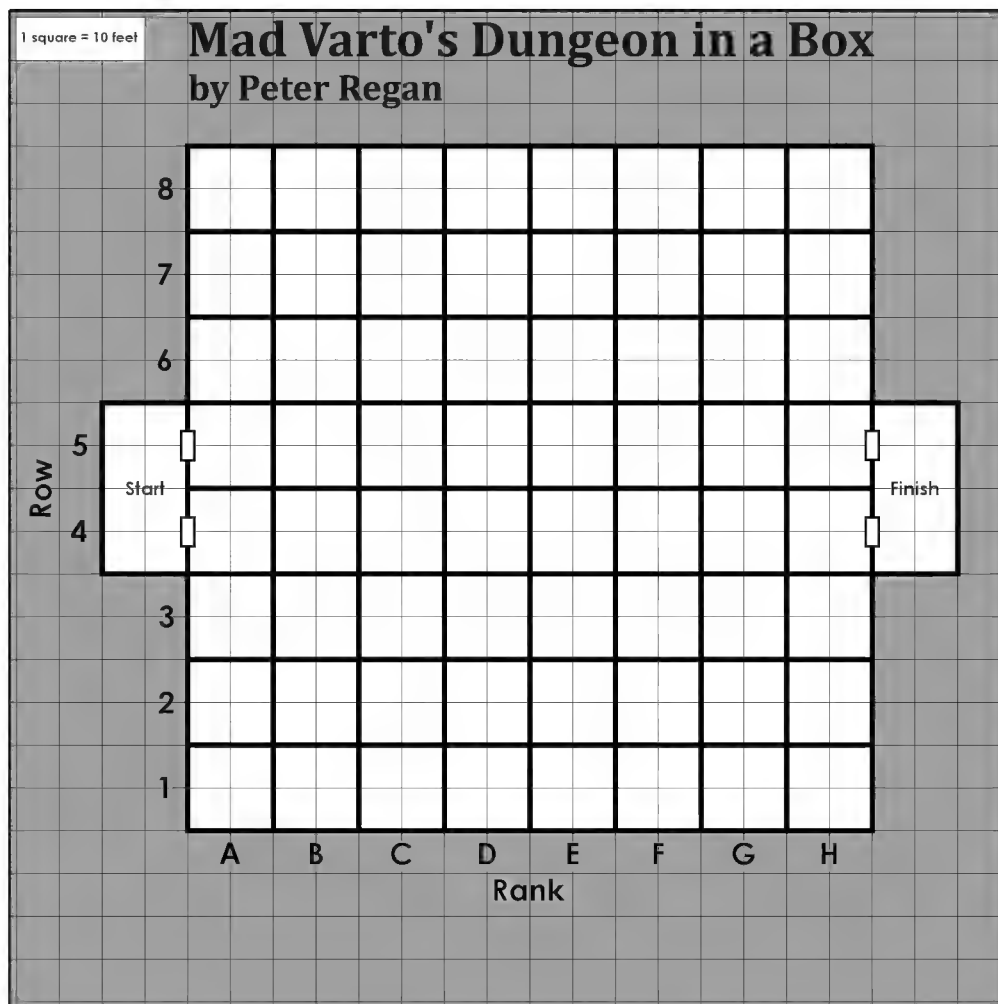 1 square = 10 feet
Mad Varto's Dungeon in a Box
by Peter Regan
8
7
6
5
Row
Start
Finish
4
3
2
1
A B C D E F G H
Rank